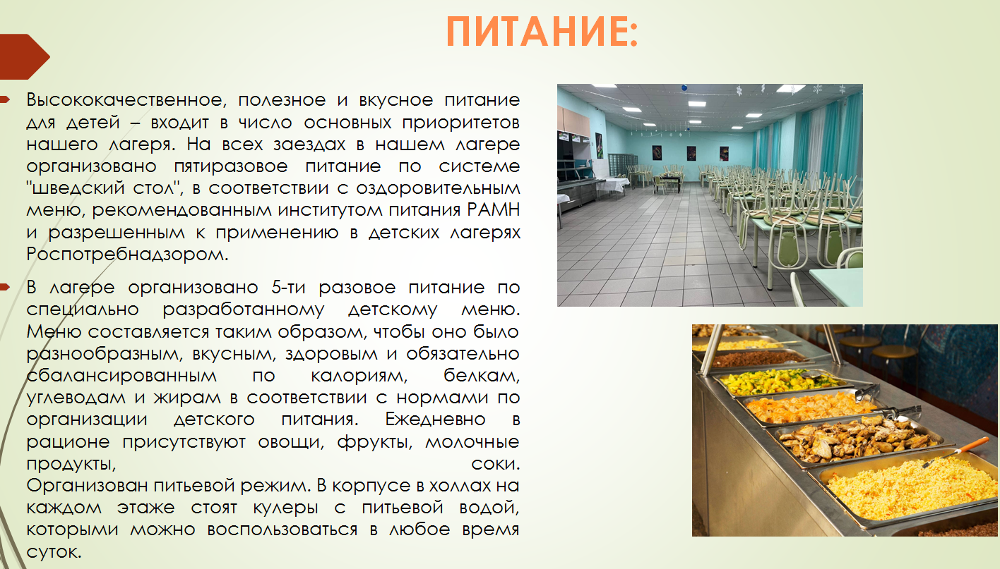 ПИТАНИЕ:
Высококачественное, полезное и вкусное питание
для детей – входит в число основных приоритетов
нашего лагеря. На всех заездах в нашем лагере
организовано пятиразовое питание по системе
"шведский стол", в соответствии с оздоровительным
меню, рекомендованным институтом питания РАМН
и разрешенным к применению в детских лагерях
Роспотребнадзором.
В лагере организовано 5-ти разовое питание по
специально разработанному детскому меню.
Меню составляется таким образом, чтобы оно было
разнообразным, вкусным, здоровым и обязательно
сбалансированным по калориям, белкам,
углеводам и жирам в соответствии с нормами по
организации детского питания. Ежедневно в
рационе присутствуют овощи, фрукты, молочные
продукты, соки.
Организован питьевой режим. В корпусе в холлах на
каждом этаже стоят кулеры с питьевой водой,
которыми можно воспользоваться в любое время
суток.